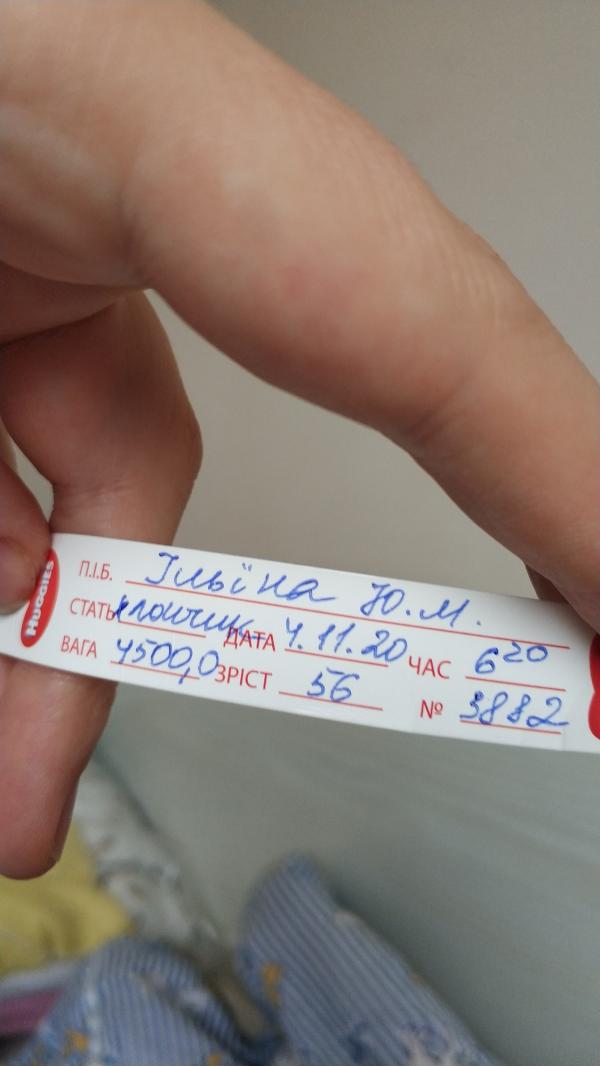 Huggies
П.І.Б. Ільїна Ю.М.
СТАТЬ хлопчик ДАТА 4.11.20 ЧАС 6²⁰
ВАГА 4500,0 ЗРІСТ 56 № 3882